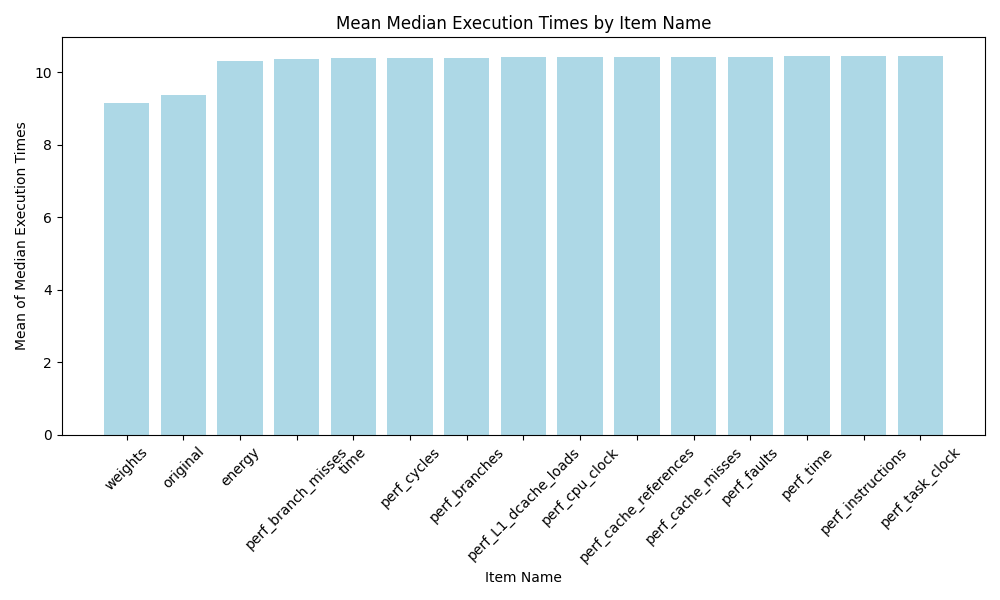 Mean Median Execution Times by Item Name
Mean of Median Execution Times
10
8
6
4
2
0
weights
original
energy
perf_branch_misses
time
perf_cycles
perf_branches
perf_L1_dcache_loads
perf_cpu_clock
perf_cache_references
perf_cache_misses
perf_faults
perf_time
perf_instructions
perf_task_clock
Item Name